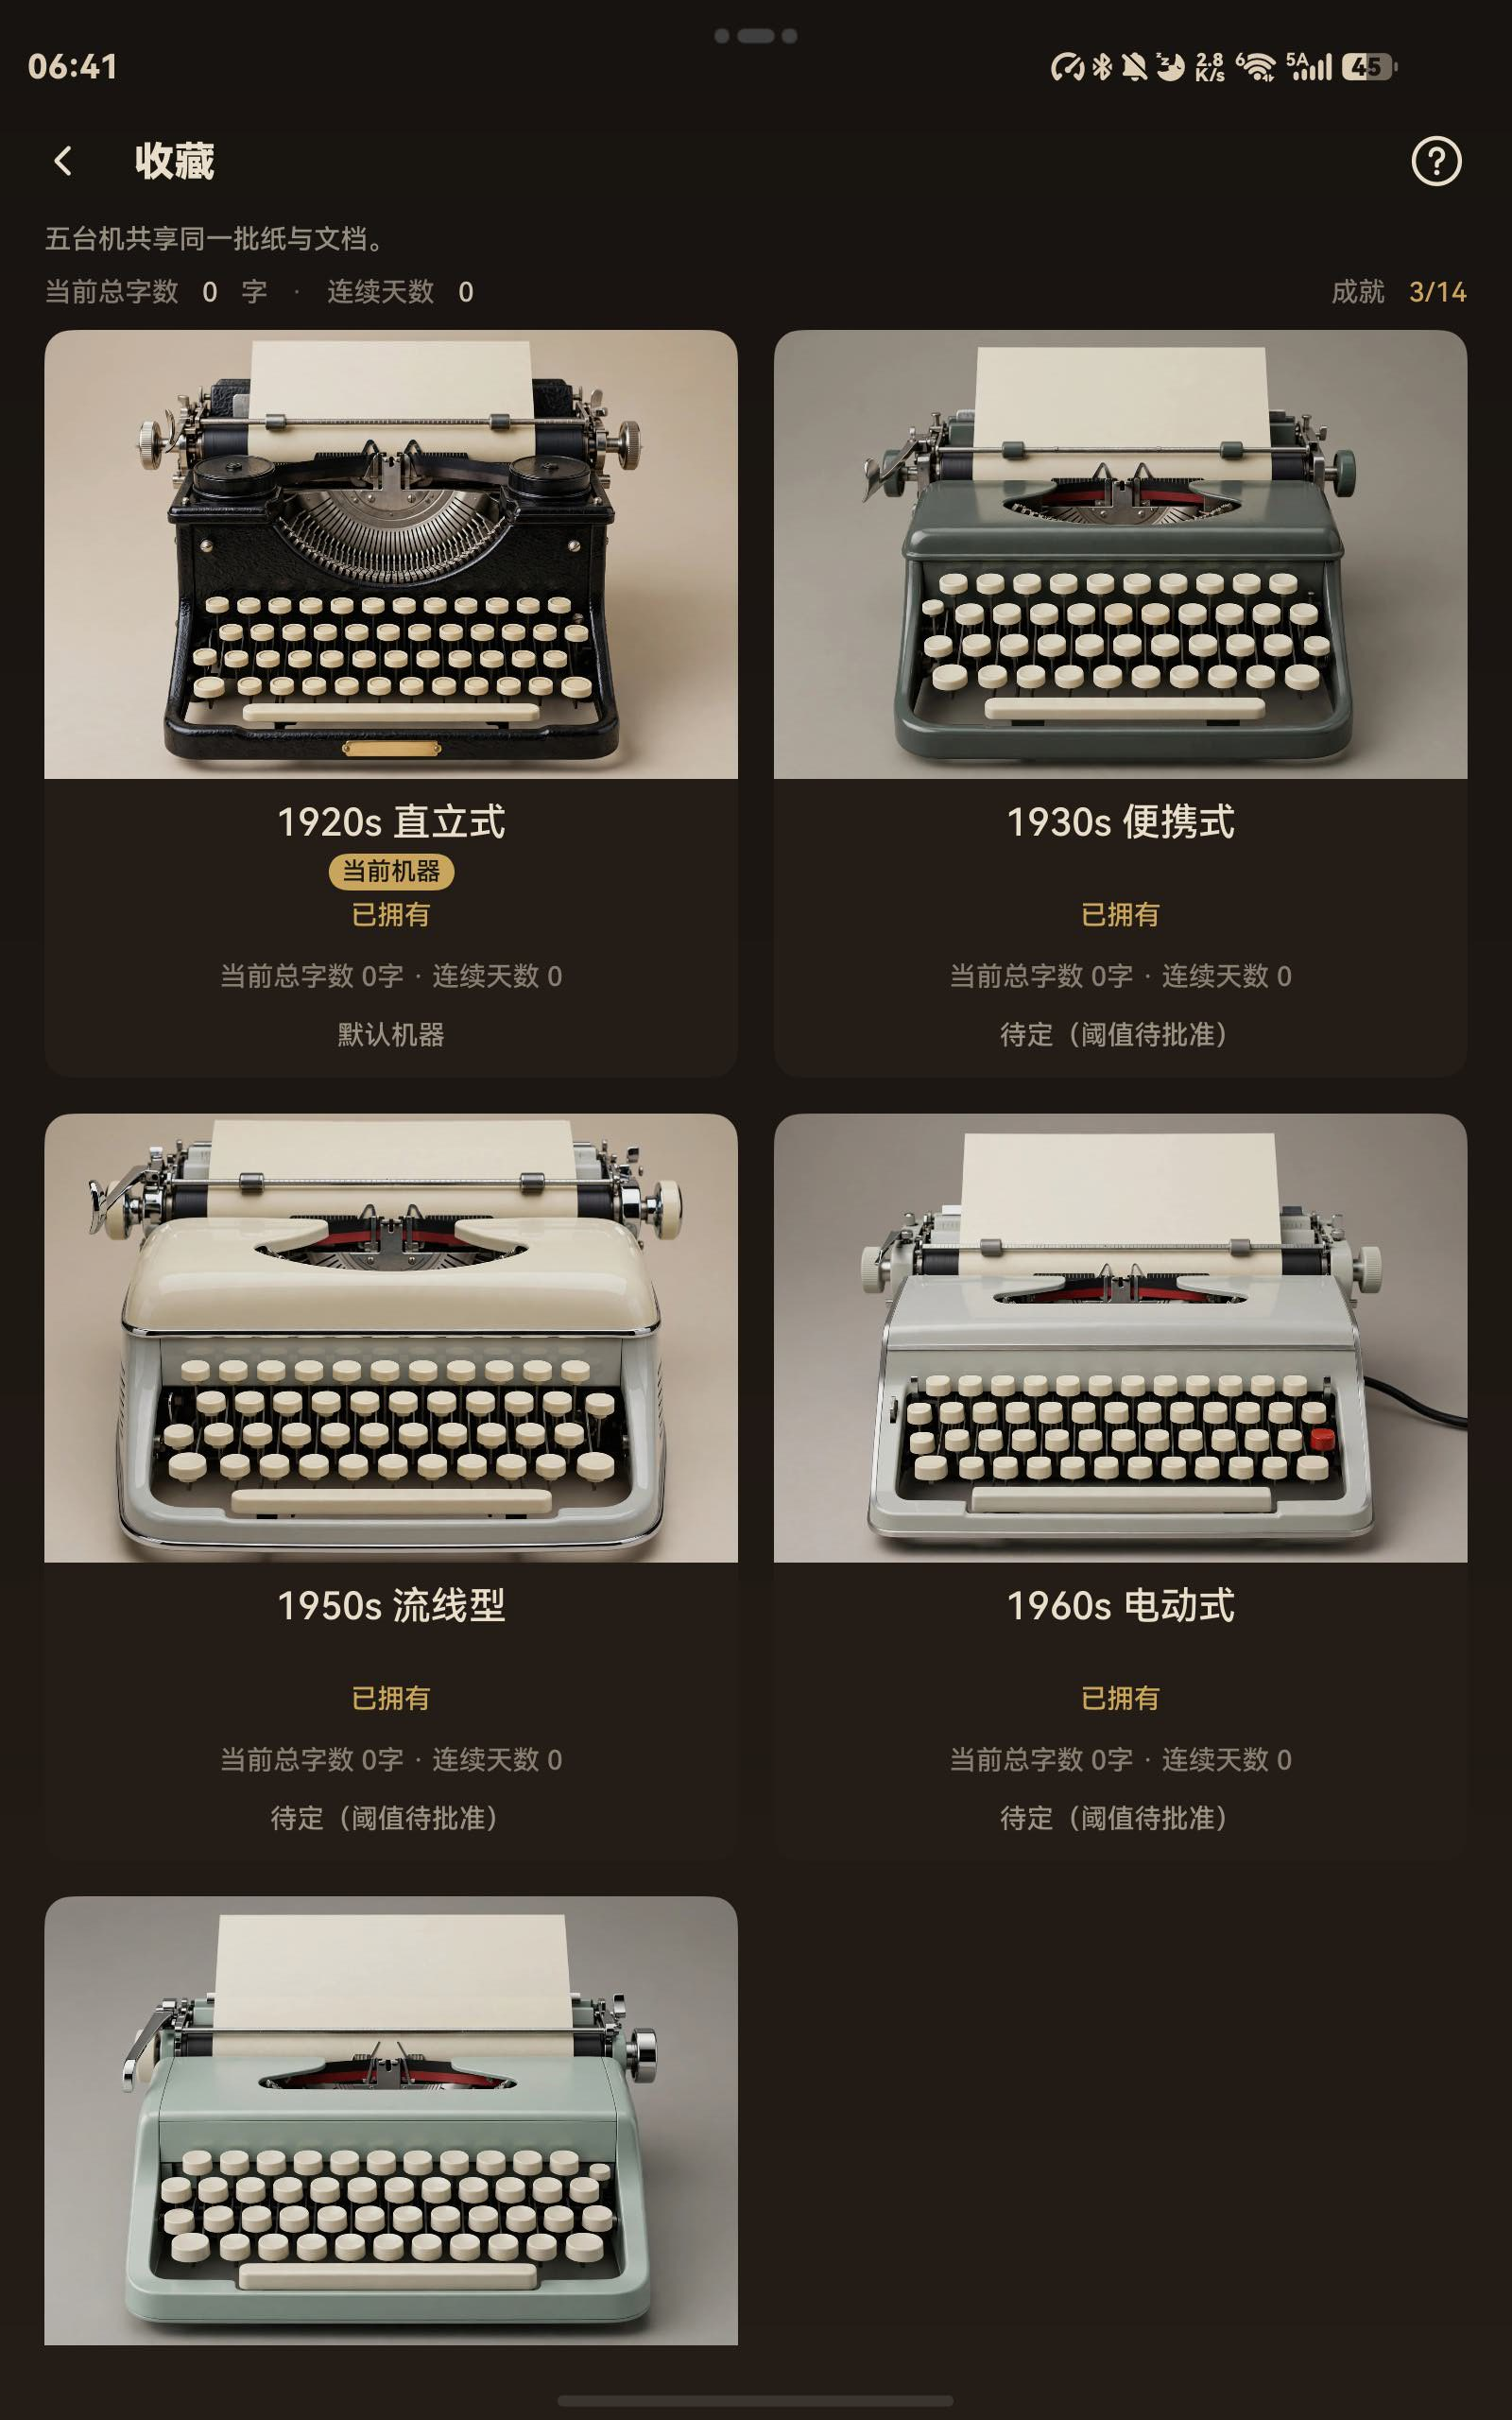 06:41
2.8 K/s
6
5A
45
收藏
五台机共享同一批纸与文档。
当前总字数 0 字 · 连续天数 0
成就 3/14
1920s 直立式
当前机器
已拥有
当前总字数 0字 · 连续天数 0
默认机器
1930s 便携式
已拥有
当前总字数 0字 · 连续天数 0
待定（阈值待批准）
1950s 流线型
已拥有
当前总字数 0字 · 连续天数 0
待定（阈值待批准）
1960s 电动式
已拥有
当前总字数 0字 · 连续天数 0
待定（阈值待批准）